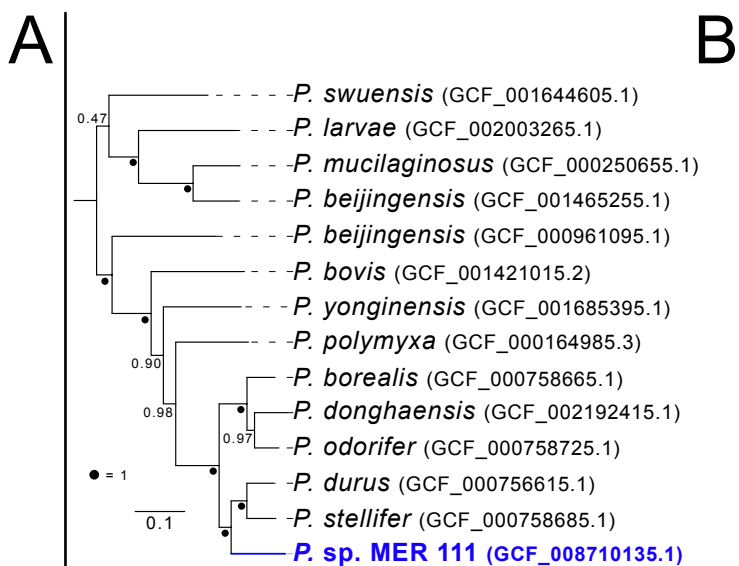 A
B
P. swuensis (GCF_001644605.1)
0.47
P. larvae (GCF_002003265.1)
P. mucilaginosus (GCF_000250655.1)
P. beijingensis (GCF_001465255.1)
P. beijingensis (GCF_000961095.1)
P. bovis (GCF_001421015.2)
P. yonginensis (GCF_001685395.1)
P. polymyxa (GCF_000164985.3)
0.90
P. borealis (GCF_000758665.1)
0.98
P. donghaensis (GCF_002192415.1)
0.97
P. odorifer (GCF_000758725.1)
= 1
P. durus (GCF_000756615.1)
P. stellifer (GCF_000758685.1)
0.1
P. sp. MER 111 (GCF_008710135.1)